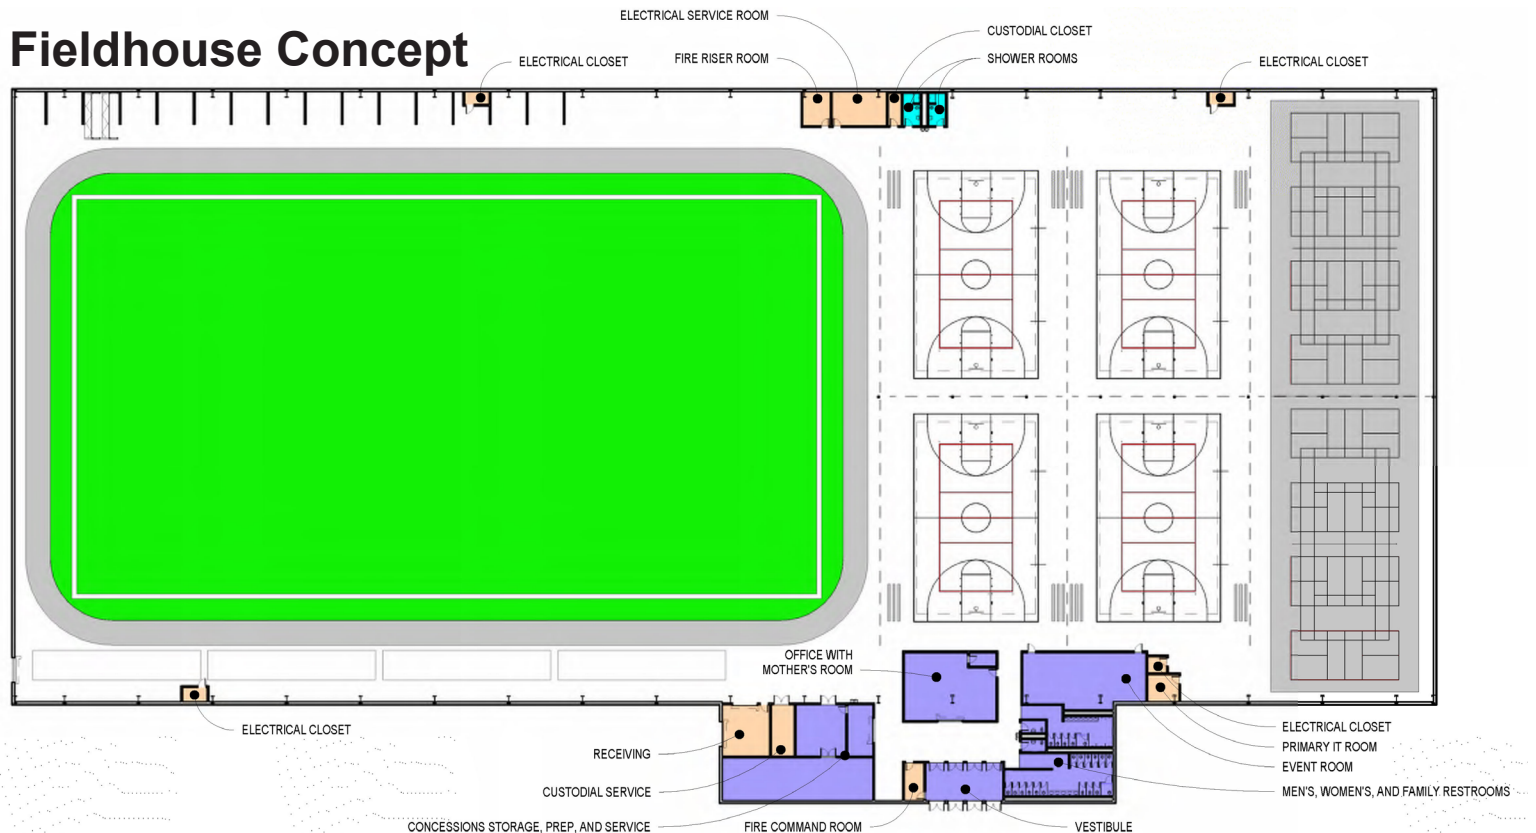 ELECTRICAL SERVICE ROOM
Fieldhouse Concept
CUSTODIAL CLOSET
ELECTRICAL CLOSET
FIRE RISER ROOM
SHOWER ROOMS
ELECTRICAL CLOSET
OFFICE WITH
MOTHER'S ROOM
ELECTRICAL CLOSET
ELECTRICAL CLOSET
RECEIVING
PRIMARY IT ROOM
EVENT ROOM
CUSTODIAL SERVICE
MEN'S, WOMEN'S, AND FAMILY RESTROOMS
CONCESSIONS STORAGE, PREP, AND SERVICE
FIRE COMMAND ROOM
VESTIBULE